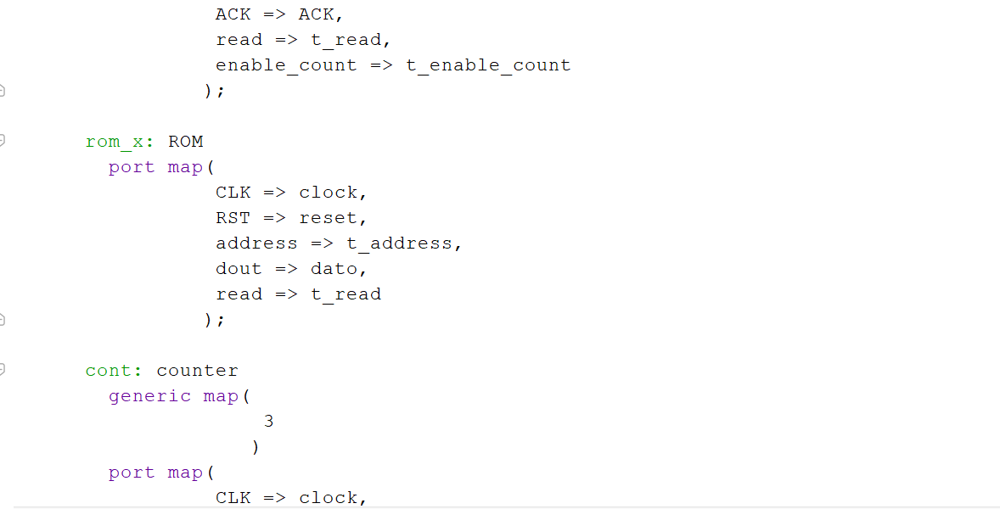 ACK => ACK,
read => t_read,
enable_count => t_enable_count
);
rom_x: ROM
port map(
CLK => clock,
RST => reset,
address => t_address,
dout => dato,
read => t_read
);
cont: counter
generic map(
3
)
port map(
CLK => clock,